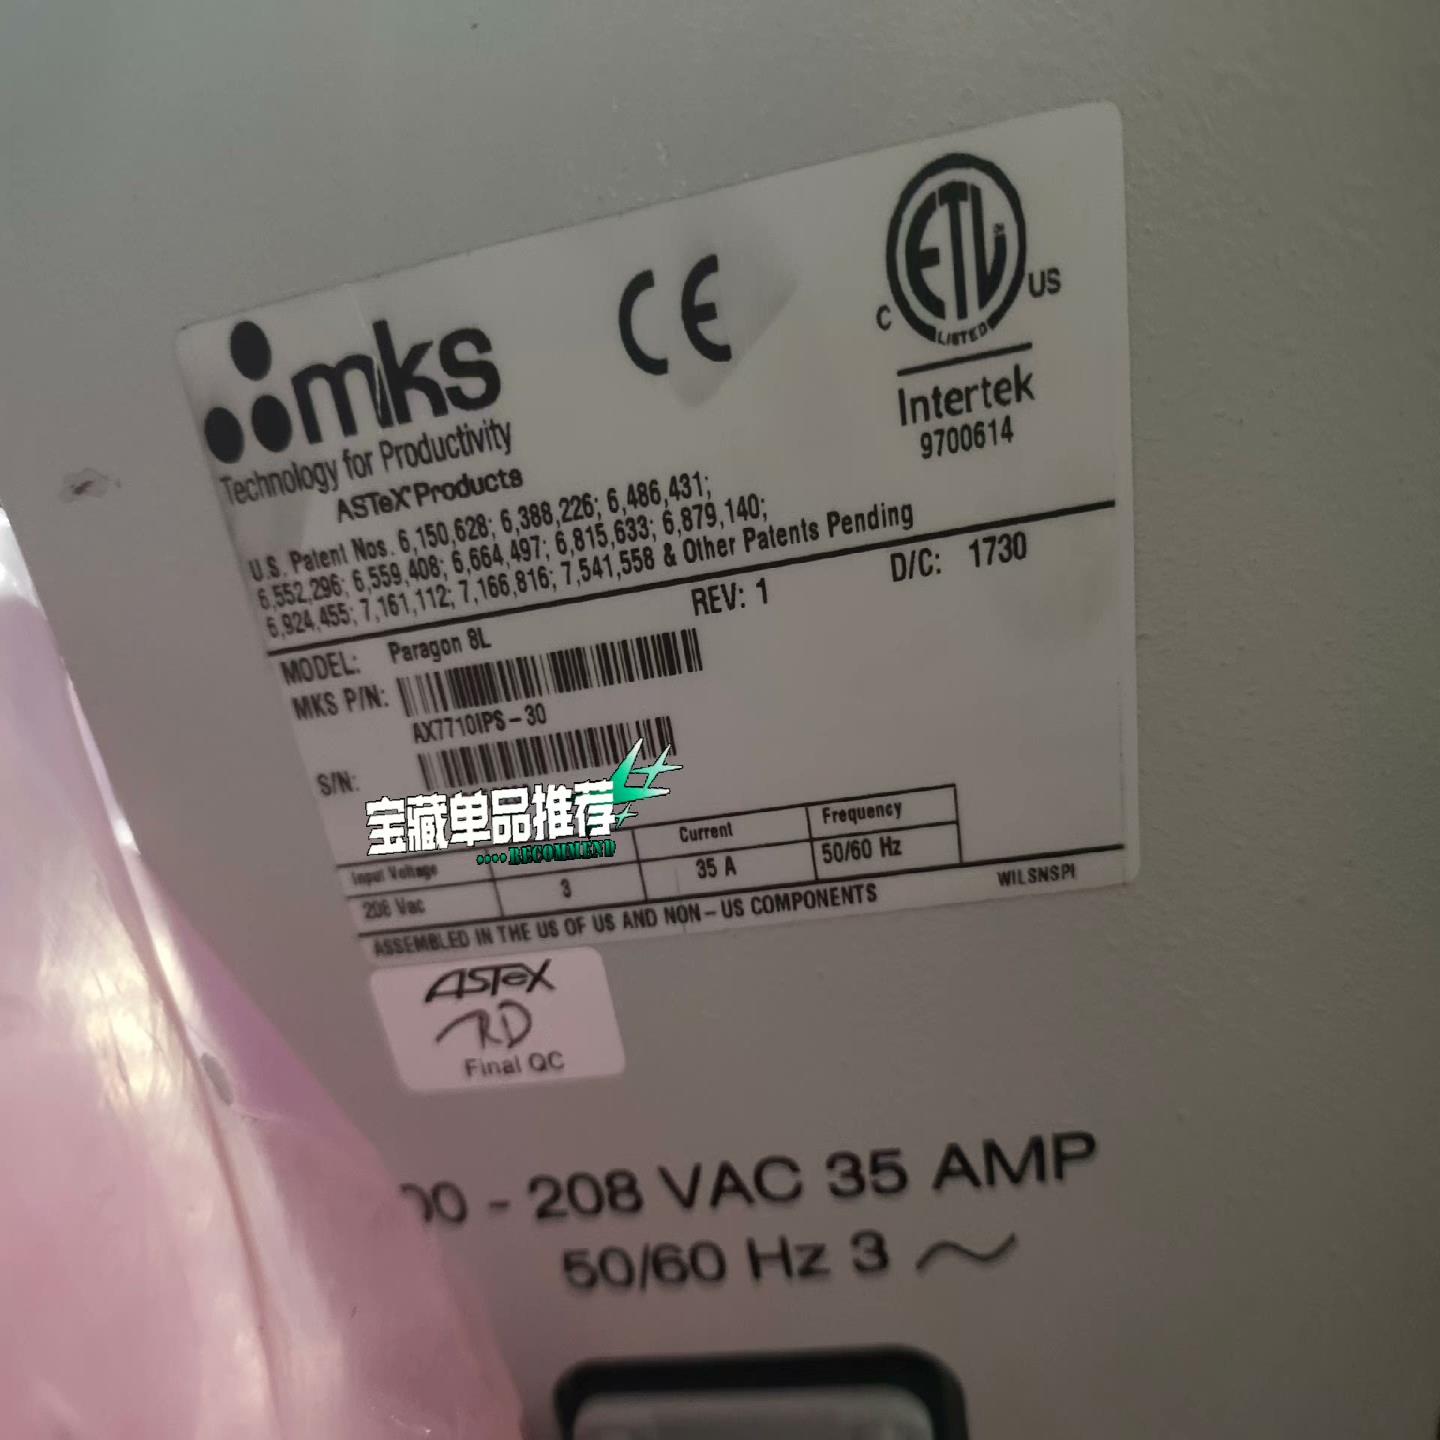 mks
CE
ETL
LISTED
C
US
Intertek
9700614
Technology for Productivity
ASTeX Products
U.S. Patent Nos. 6,150,628; 6,388,226; 6,486,431;
6,552,296; 6,559,408; 6,664,497; 6,815,633; 6,879,140;
6,924,455; 7,161,112; 7,166,816; 7,541,558 & Other Patents Pending
MODEL: Paragon 8L REV: 1 D/C: 1730
MKS P/N:
AX7710IPS-30
S/N:
宝藏单品推荐
RECOMMEND
Input Voltage Current Frequency
208 Vac 3 35 A 50/60 Hz
ASSEMBLED IN THE US OF US AND NON-US COMPONENTS
WILSNSPI
ASTeX
RD
Final QC
00 - 208 VAC 35 AMP
50/60 Hz 3 ~